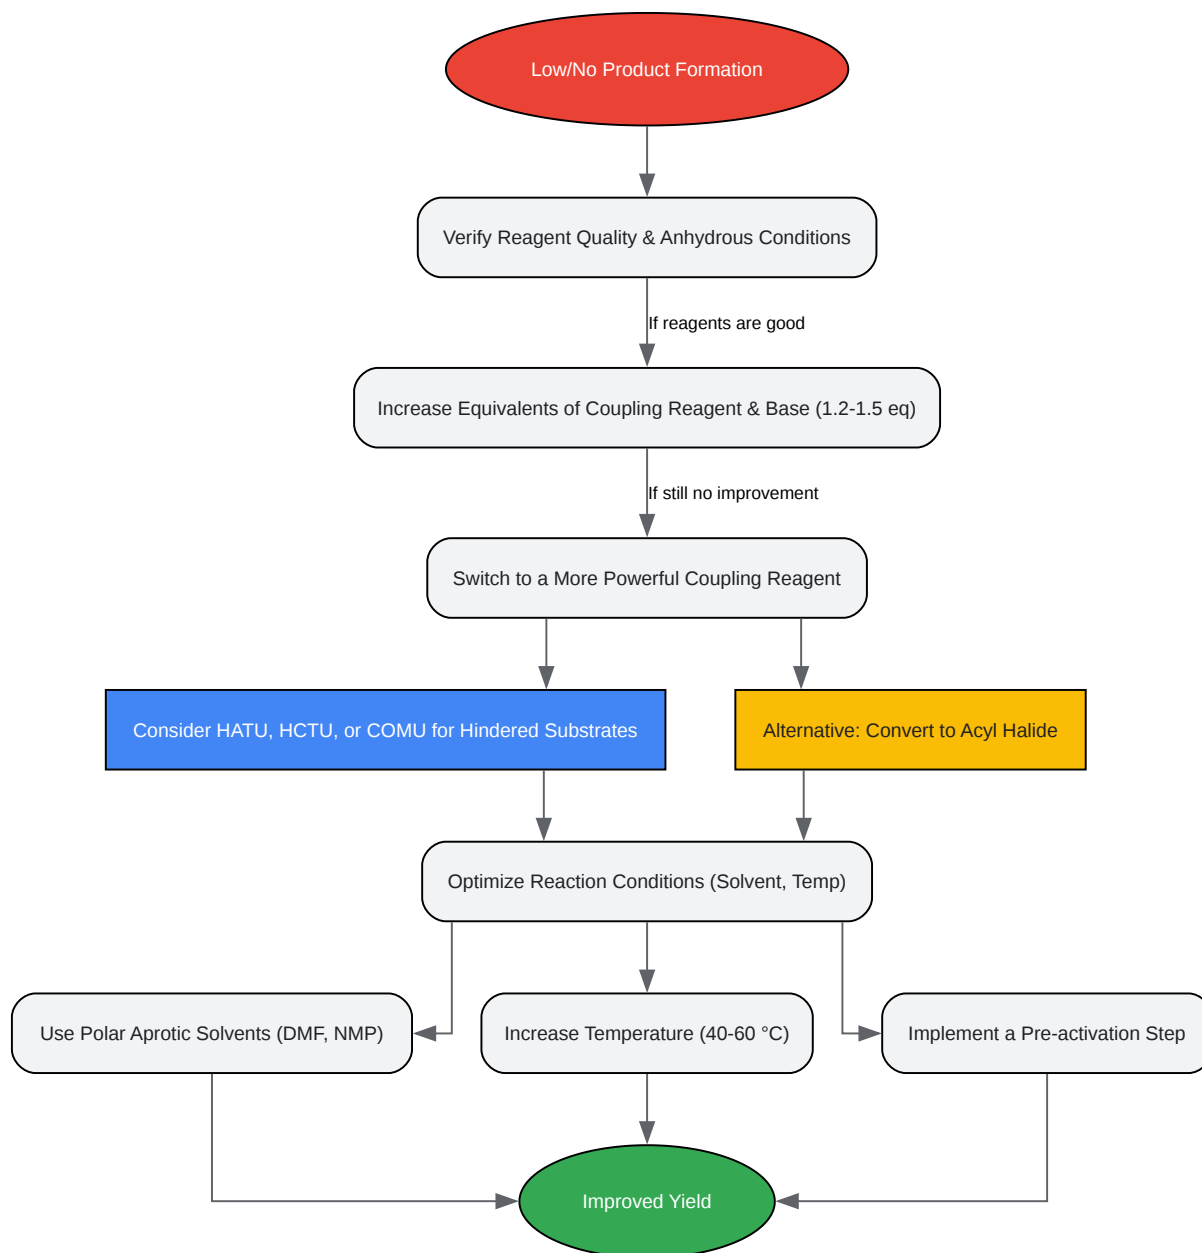 Low/No Product Formation
Verify Reagent Quality & Anhydrous Conditions
If reagents are good
Increase Equivalents of Coupling Reagent & Base (1.2-1.5 eq)
If still no improvement
Switch to a More Powerful Coupling Reagent
Consider HATU, HCTU, or COMU for Hindered Substrates
Alternative: Convert to Acyl Halide
Optimize Reaction Conditions (Solvent, Temp)
Use Polar Aprotic Solvents (DMF, NMP)
Increase Temperature (40-60 °C)
Implement a Pre-activation Step
Improved Yield